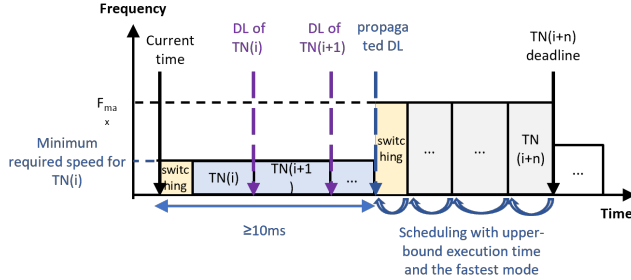 Frequency
Current
time
DL of
TN(i)
DL of
TN(i+1)
propaga
ted DL
TN(i+n)
deadline
Fma
x
Minimum
required speed for
TN(i)
switc
hing
TN(i)
TN(i+1
)
...
switc
hing
...
...
TN
(i+n)
...
Time
≥10ms
Scheduling with upper-
bound execution time
and the fastest mode